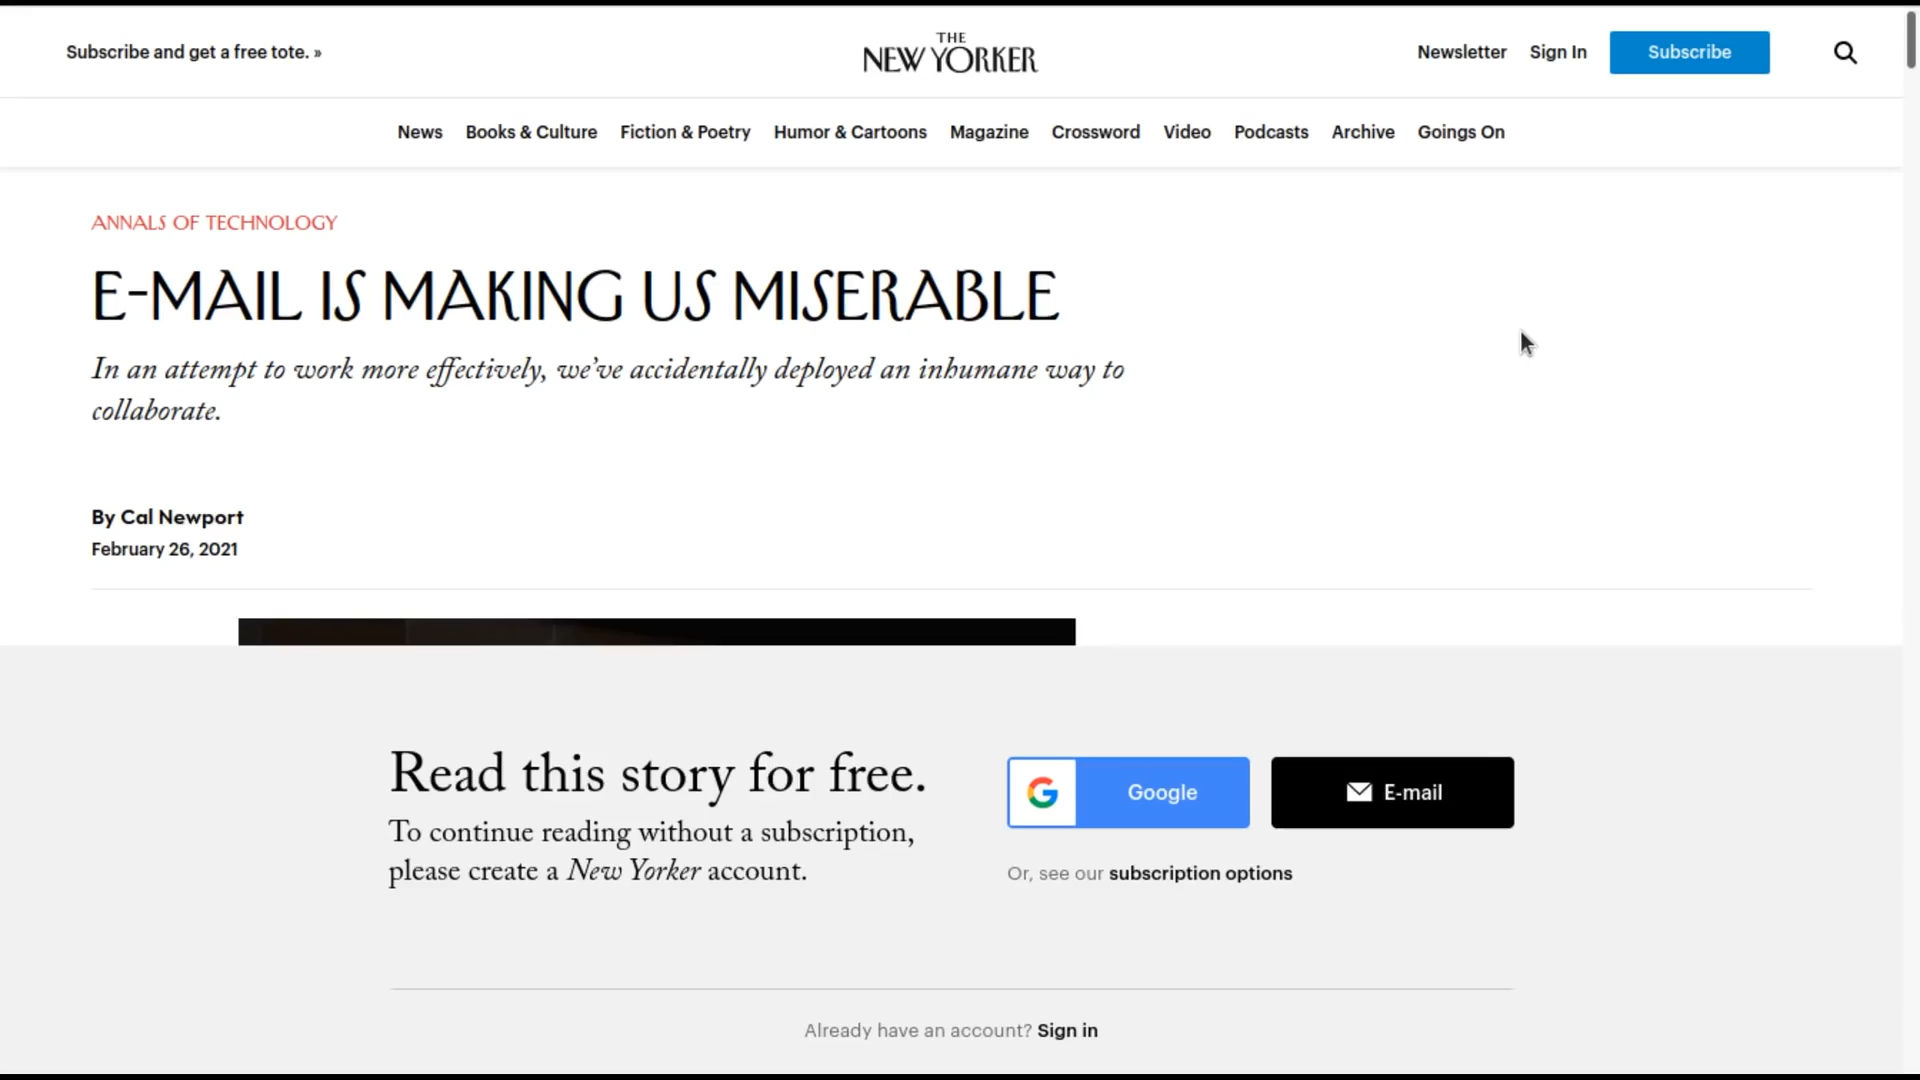 Subscribe and get a free tote. »
THE
NEW YORKER
Newsletter Sign In Subscribe
News Books & Culture Fiction & Poetry Humor & Cartoons Magazine Crossword Video Podcasts Archive Goings On
ANNALS OF TECHNOLOGY
E-MAIL IS MAKING US MISERABLE
In an attempt to work more effectively, we’ve accidentally deployed an inhumane way to
collaborate.
By Cal Newport
February 26, 2021
Read this story for free.
To continue reading without a subscription,
please create a New Yorker account.
G Google E-mail
Or, see our subscription options
Already have an account? Sign in